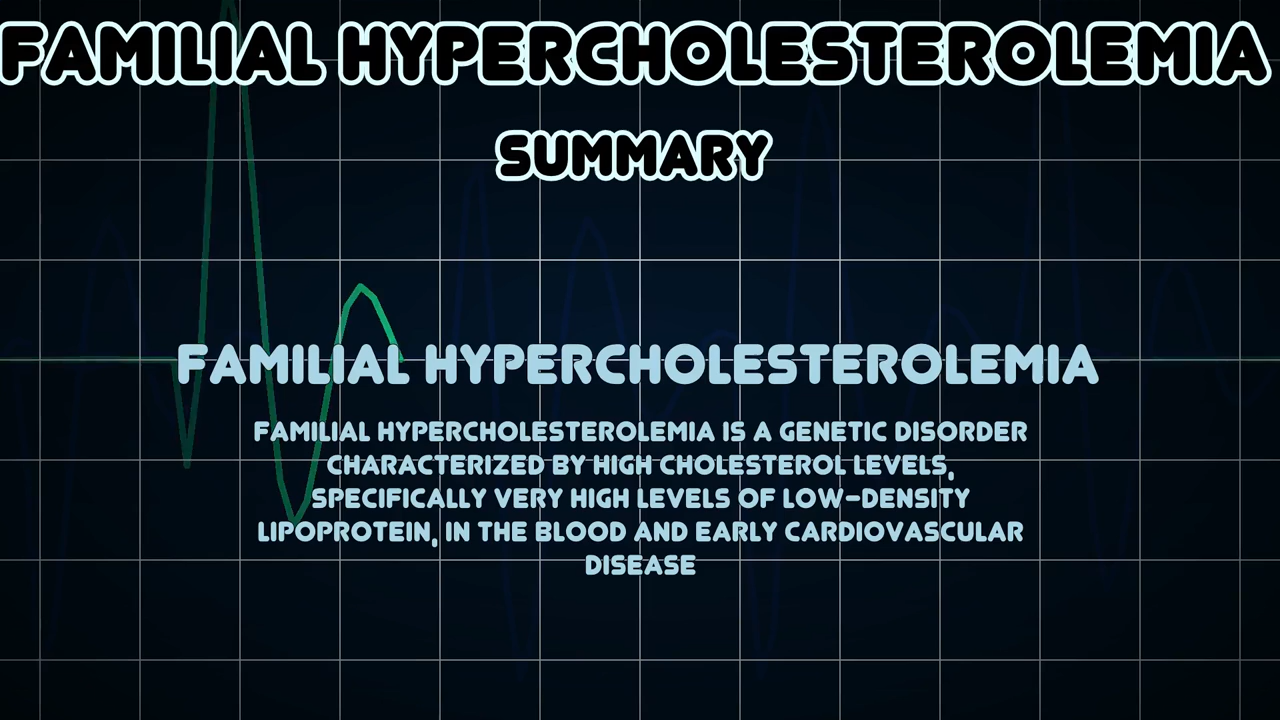 FAMILIAL HYPERCHOLESTEROLEMIA
SUMMARY
FAMILIAL HYPERCHOLESTEROLEMIA
FAMILIAL HYPERCHOLESTEROLEMIA IS A GENETIC DISORDER
CHARACTERIZED BY HIGH CHOLESTEROL LEVELS,
SPECIFICALLY VERY HIGH LEVELS OF LOW-DENSITY
LIPOPROTEIN, IN THE BLOOD AND EARLY CARDIOVASCULAR
DISEASE